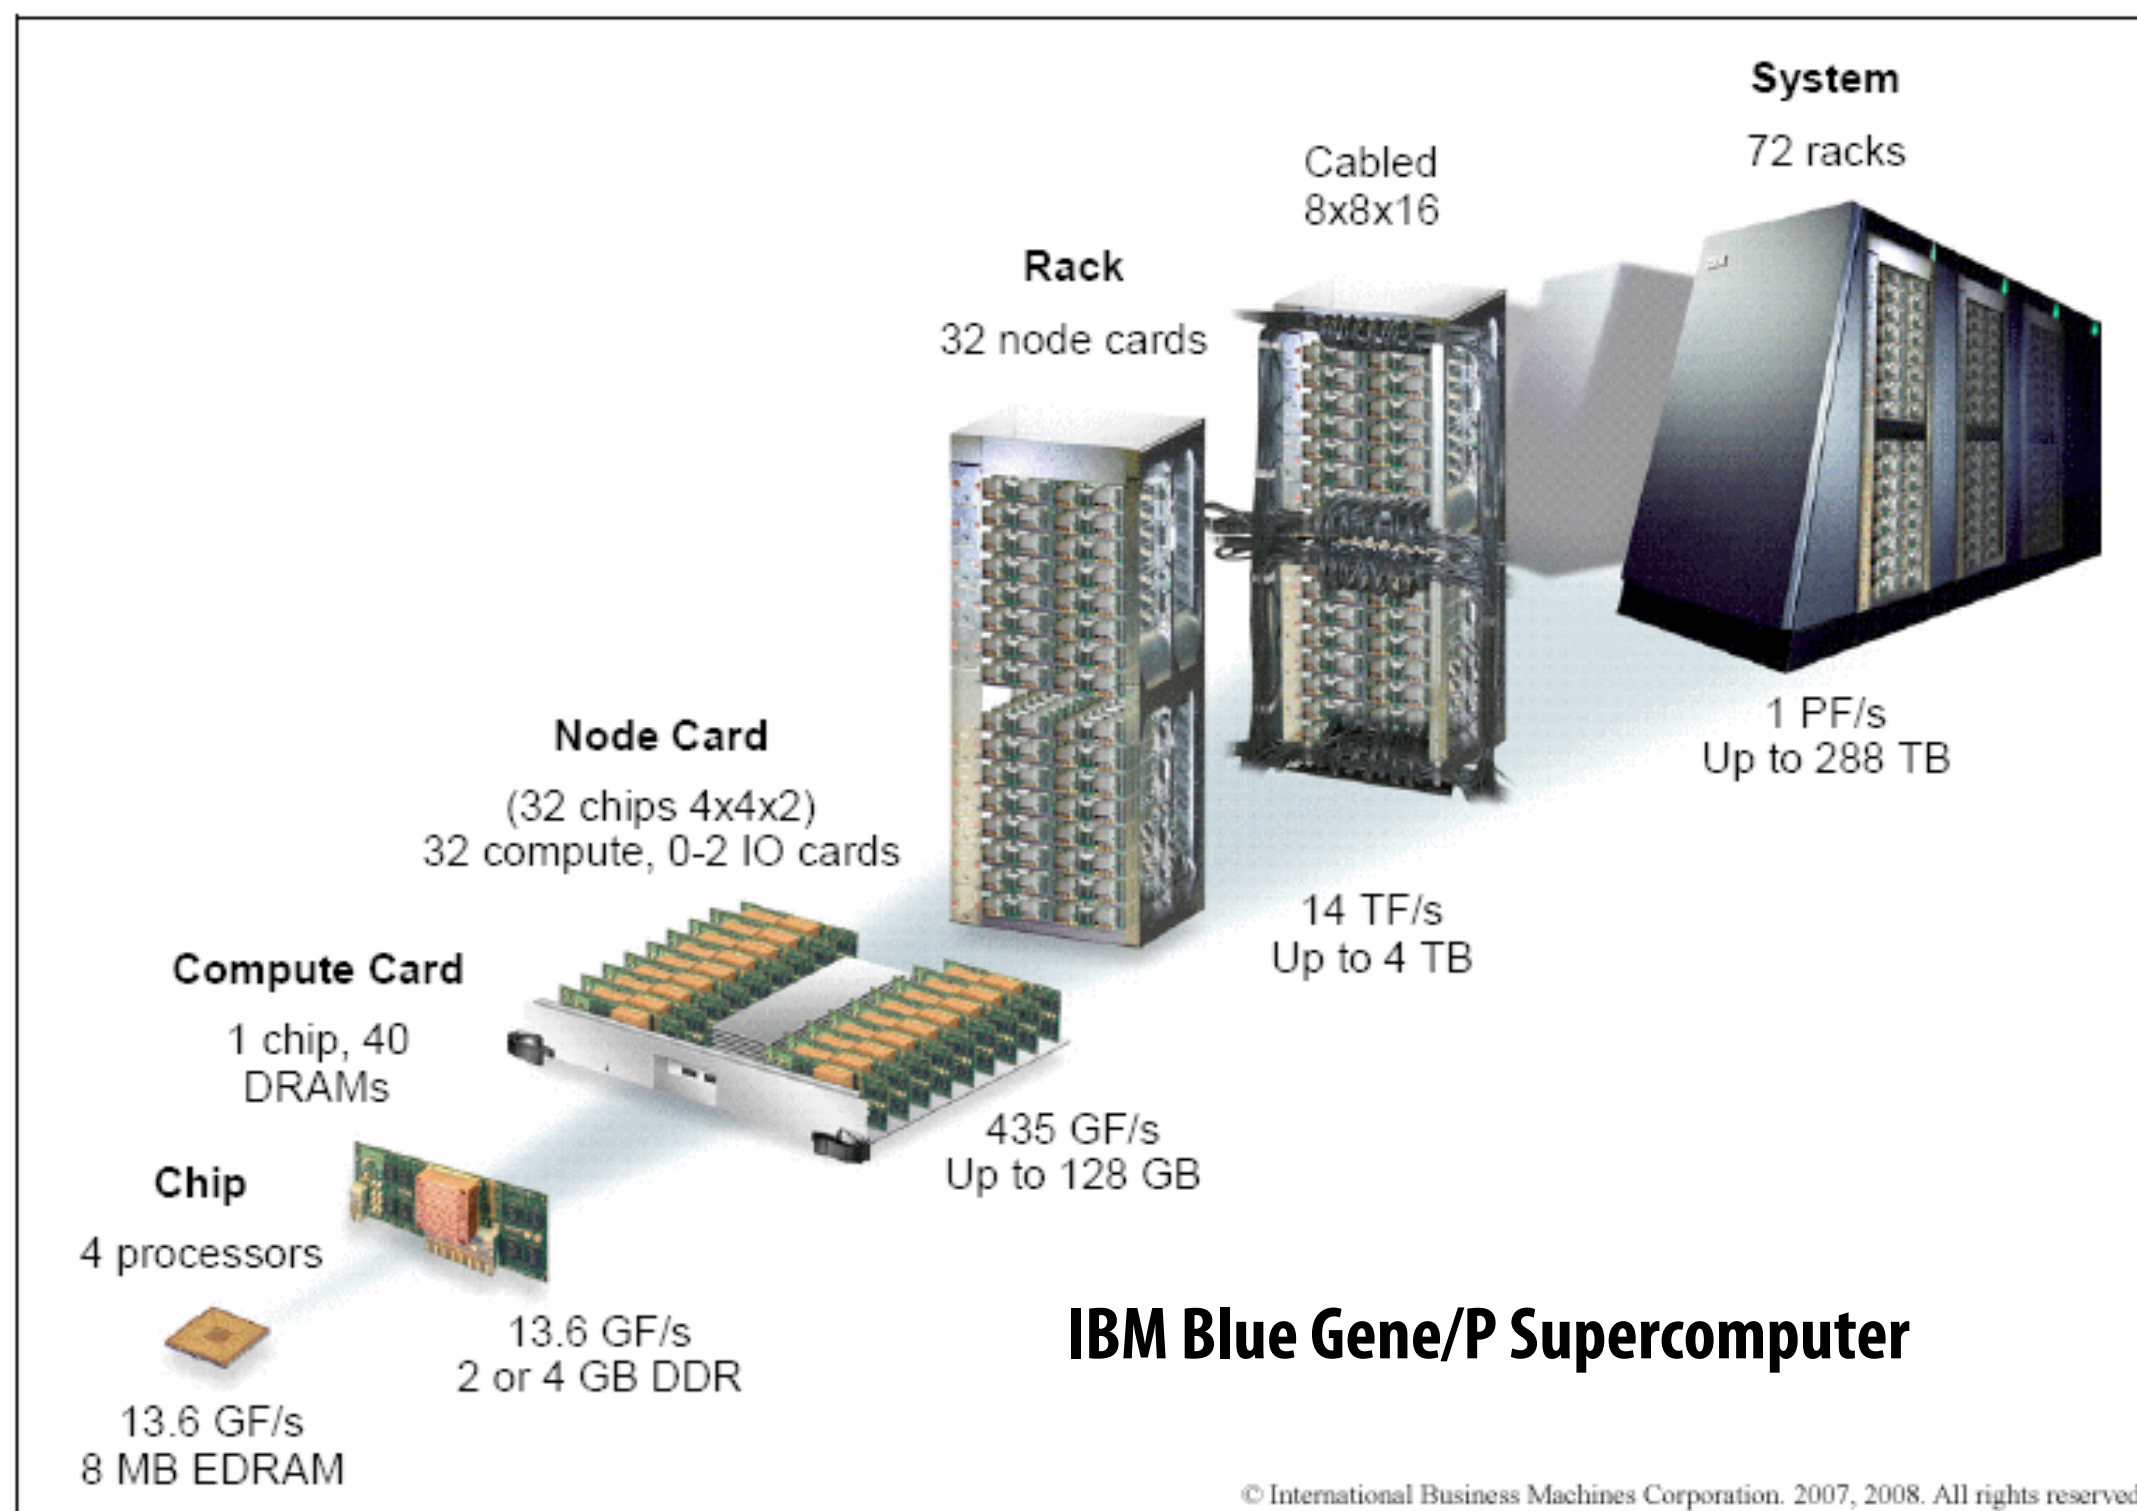 System
72 racks
Cabled
8x8x16
Rack
32 node cards
1 PF/s
Up to 288 TB
Node Card
(32 chips 4x4x2)
32 compute, 0-2 IO cards
14 TF/s
Up to 4 TB
Compute Card
1 chip, 40
DRAMs
435 GF/s
Up to 128 GB
Chip
4 processors
13.6 GF/s
2 or 4 GB DDR
13.6 GF/s
8 MB EDRAM
IBM Blue Gene/P Supercomputer
© International Business Machines Corporation. 2007, 2008. All rights reserved